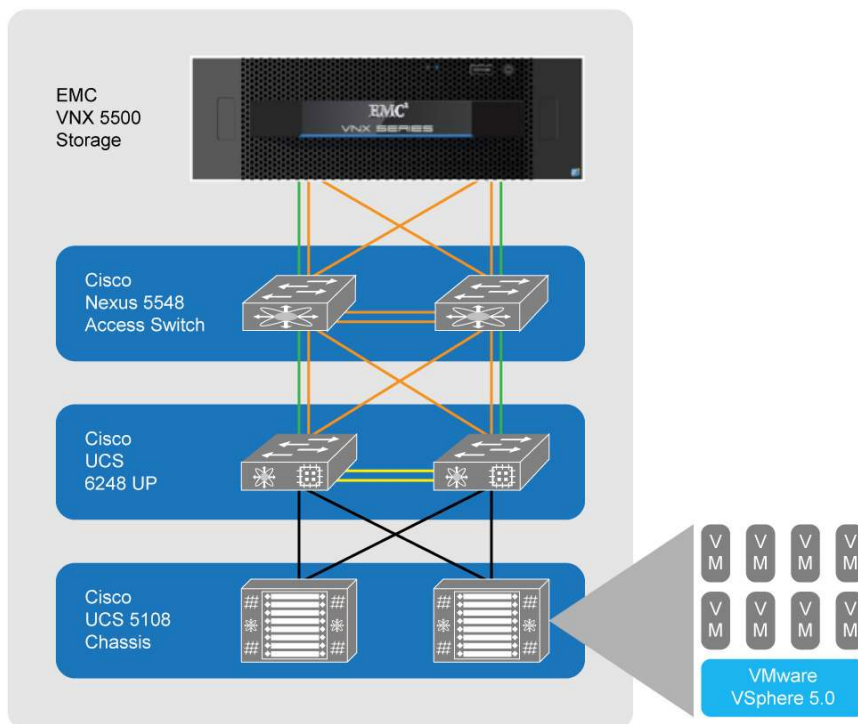 EMC
VNX 5500
Storage
EMC²
VNX SERIES
Cisco
Nexus 5548
Access Switch
Cisco
UCS
6248 UP
Cisco
UCS 5108
Chassis
V V V V
M M M M
V V V V
M M M M
VMware
VSphere 5.0